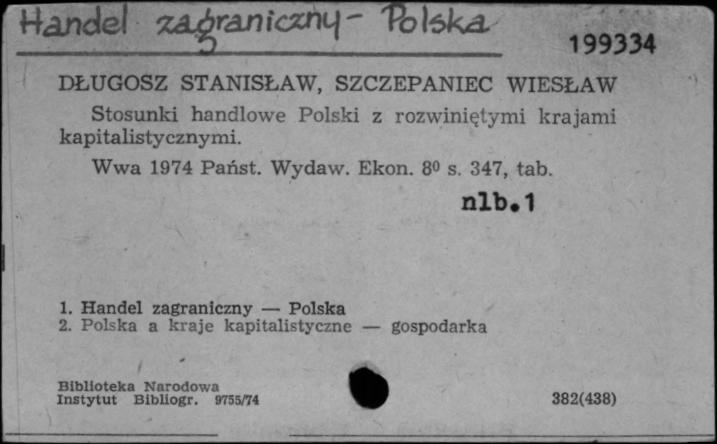 Handel zagraniczny - Polska
199334
DŁUGOSZ STANISŁAW, SZCZEPANIEC WIESŁAW
Stosunki handlowe Polski z rozwiniętymi krajami
kapitalistycznymi.
Wwa 1974 Państ. Wydaw. Ekon. 8⁰ s. 347, tab.
nlb.1
1. Handel zagraniczny — Polska
2. Polska a kraje kapitalistyczne — gospodarka
Biblioteka Narodowa
Instytut Bibliogr. 9755/74
382(438)